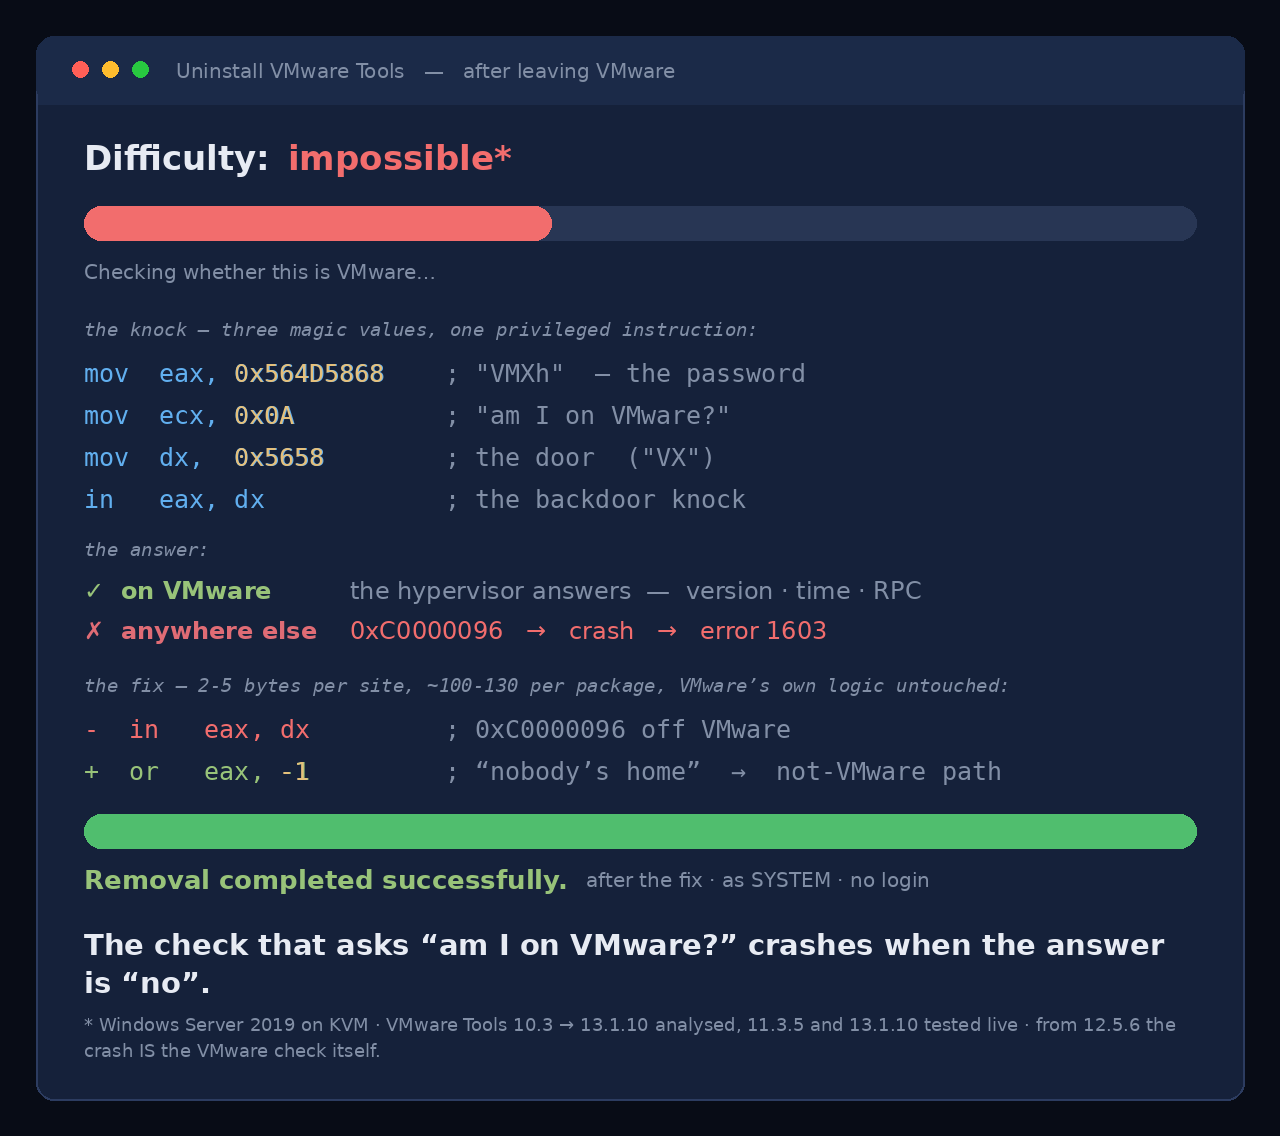 Uninstall VMware Tools — after leaving VMware
Difficulty: impossible*
Checking whether this is VMware…
the knock — three magic values, one privileged instruction:
mov eax, 0x564D5868 ; "VMXh" — the password
mov ecx, 0x0A ; "am I on VMware?"
mov dx, 0x5658 ; the door ("VX")
in eax, dx ; the backdoor knock
the answer:
✓ on VMware the hypervisor answers — version · time · RPC
✗ anywhere else 0xC0000096 → crash → error 1603
the fix — 2-5 bytes per site, ~100-130 per package, VMware’s own logic untouched:
- in eax, dx ; 0xC0000096 off VMware
+ or eax, -1 ; “nobody’s home” → not-VMware path
Removal completed successfully. after the fix · as SYSTEM · no login
The check that asks “am I on VMware?” crashes when the answer
is “no”.
* Windows Server 2019 on KVM · VMware Tools 10.3 → 13.1.10 analysed, 11.3.5 and 13.1.10 tested live · from 12.5.6 the
crash IS the VMware check itself.